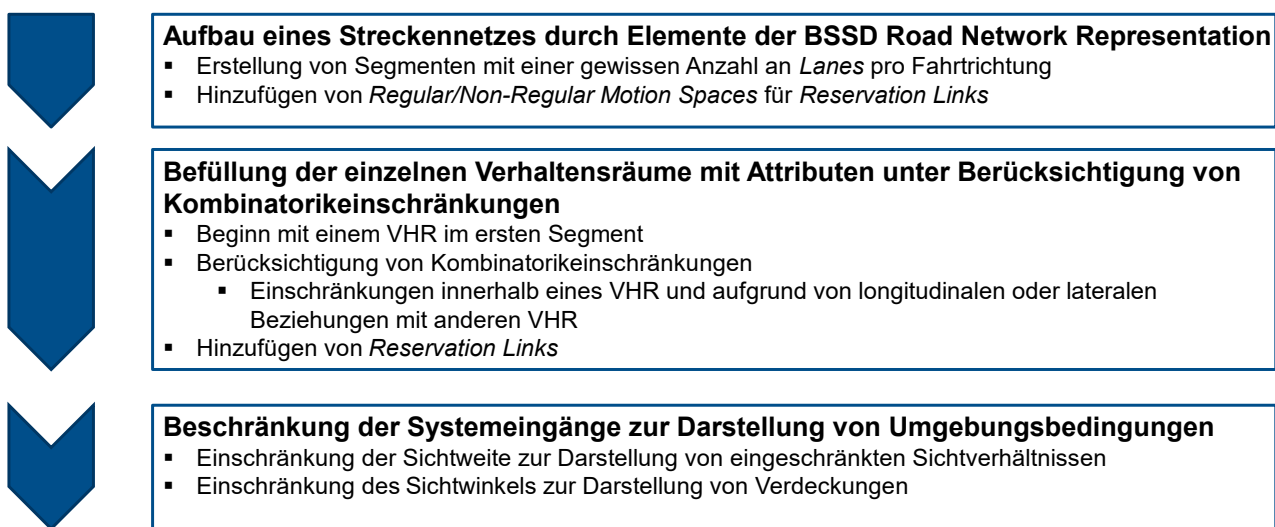 Aufbau eines Streckennetzes durch Elemente der BSSD Road Network Representation
▪ Erstellung von Segmenten mit einer gewissen Anzahl an Lanes pro Fahrtrichtung
▪ Hinzufügen von Regular/Non-Regular Motion Spaces für Reservation Links
Befüllung der einzelnen Verhaltensräume mit Attributen unter Berücksichtigung von
Kombinatorikeinschränkungen
▪ Beginn mit einem VHR im ersten Segment
▪ Berücksichtigung von Kombinatorikeinschränkungen
▪ Einschränkungen innerhalb eines VHR und aufgrund von longitudinalen oder lateralen
Beziehungen mit anderen VHR
▪ Hinzufügen von Reservation Links
Beschränkung der Systemeingänge zur Darstellung von Umgebungsbedingungen
▪ Einschränkung der Sichtweite zur Darstellung von eingeschränkten Sichtverhältnissen
▪ Einschränkung des Sichtwinkels zur Darstellung von Verdeckungen